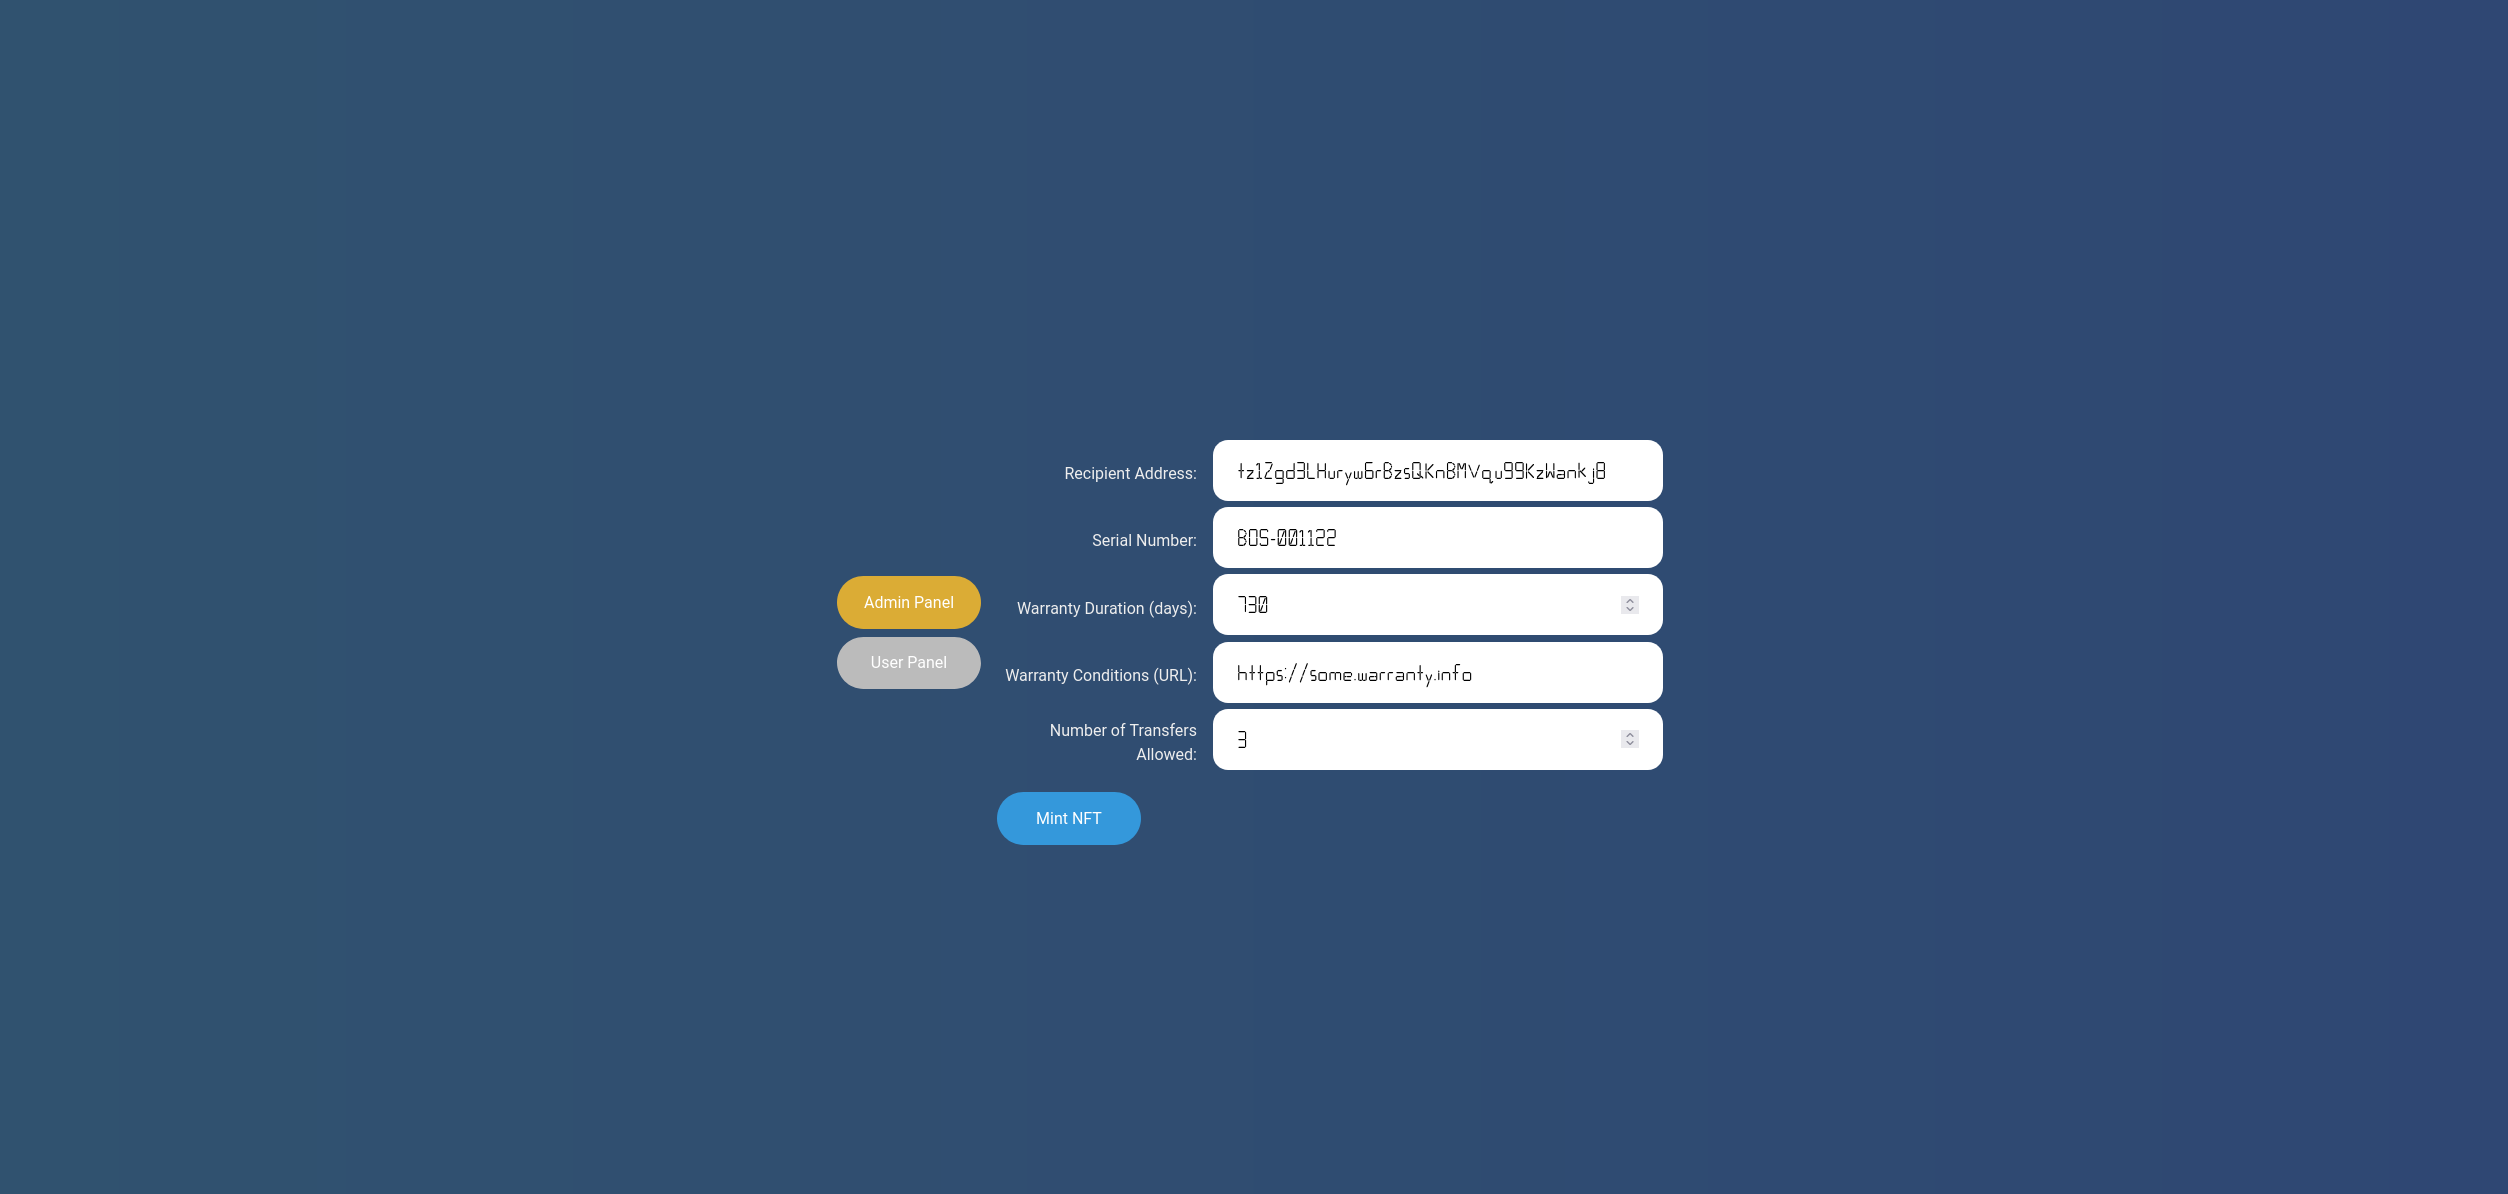 Recipient Address: tz1Zgd3LHuryw6rBzsQKnBMVqu99KzWankj8
Serial Number: BOS-001122
Admin Panel
Warranty Duration (days): 730
User Panel
Warranty Conditions (URL): https://some.warranty.info
Number of Transfers
Allowed: 3
Mint NFT